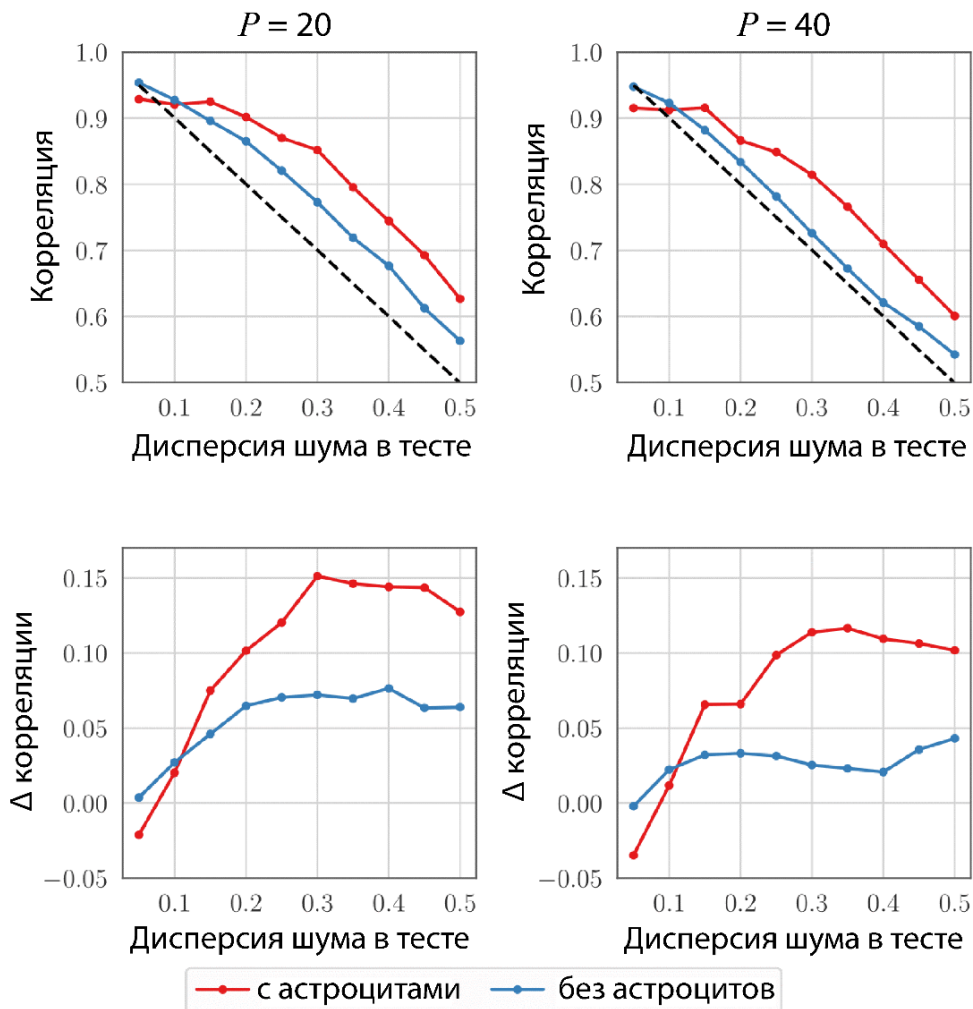 P = 20
P = 40
1.0
0.9
0.8
0.7
0.6
0.5
Корреляция
0.1 0.2 0.3 0.4 0.5
Дисперсия шума в тесте
1.0
0.9
0.8
0.7
0.6
0.5
Корреляция
0.1 0.2 0.3 0.4 0.5
Дисперсия шума в тесте
0.15
0.10
0.05
0.00
−0.05
Δ корреляции
0.1 0.2 0.3 0.4 0.5
Дисперсия шума в тесте
0.15
0.10
0.05
0.00
−0.05
Δ корреляции
0.1 0.2 0.3 0.4 0.5
Дисперсия шума в тесте
с астроцитами без астроцитов